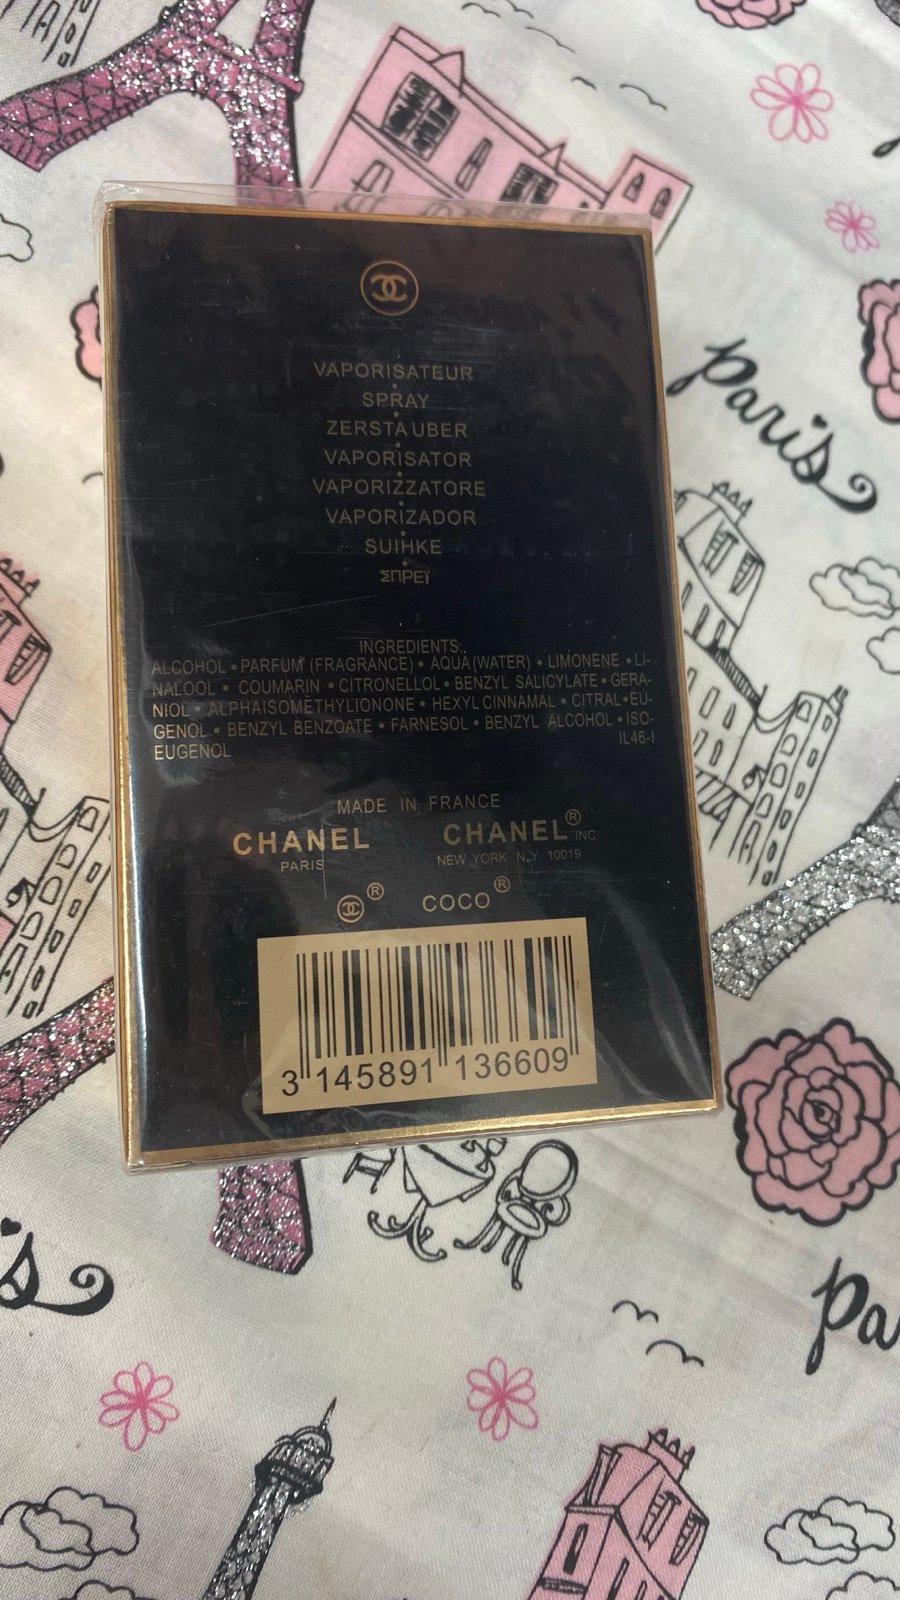 paris
VAPORISATEUR
•
SPRAY
•
ZERSTAUBER
•
VAPORISATOR
•
VAPORIZZATORE
•
VAPORIZADOR
•
SUIHKE
•
ΣΠΡΕΪ
INGREDIENTS:
ALCOHOL • PARFUM (FRAGRANCE) • AQUA (WATER) • LIMONENE • LI-
NALOOL • COUMARIN • CITRONELLOL • BENZYL SALICYLATE • GERA-
NIOL • ALPHAISOMETHYLIONONE • HEXYL CINNAMAL • CITRAL • EU-
GENOL • BENZYL BENZOATE • FARNESOL • BENZYL ALCOHOL • ISO-
EUGENOL IL46-I
MADE IN FRANCE
CHANEL CHANEL® INC.
PARIS NEW YORK N.Y. 10019
® COCO®
3 145891 136609
is
pa